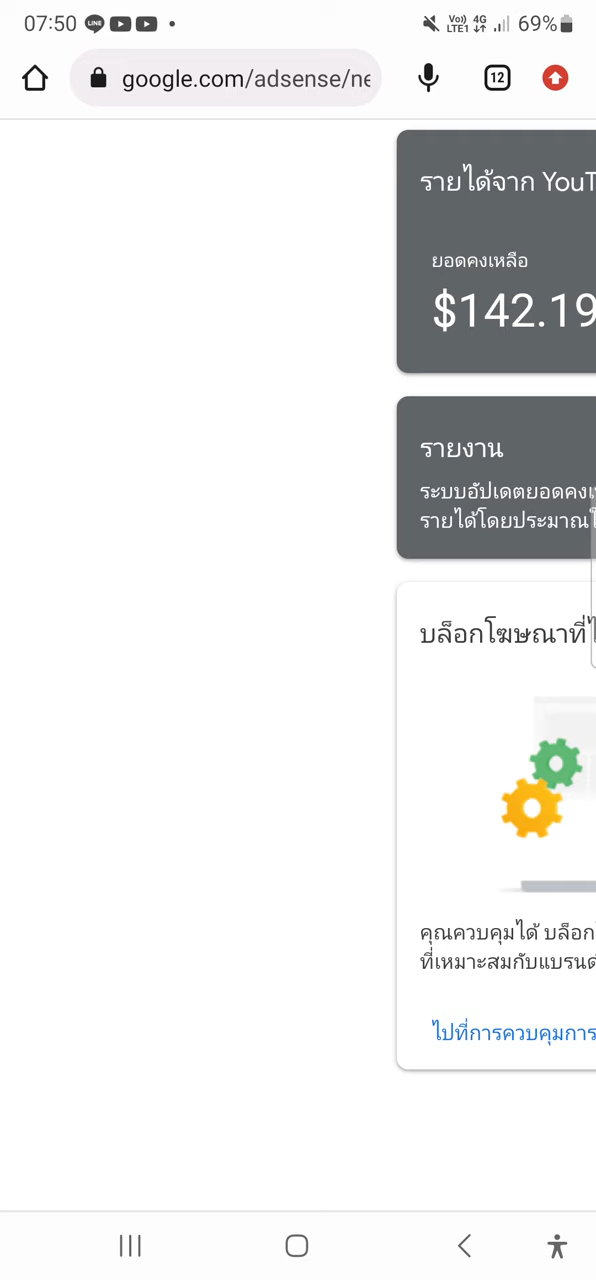 07:50 LINE Vo)) LTE1 4G 69%
google.com/adsense/ne
12
รายได้จาก YouT
ยอดคงเหลือ
$142.19
รายงาน
ระบบอัปเดตยอดคงเ
รายได้โดยประมาณใ
บล็อกโฆษณาที่ไ
คุณควบคุมได้ บล็อก
ที่เหมาะสมกับแบรนด์
ไปที่การควบคุมการ